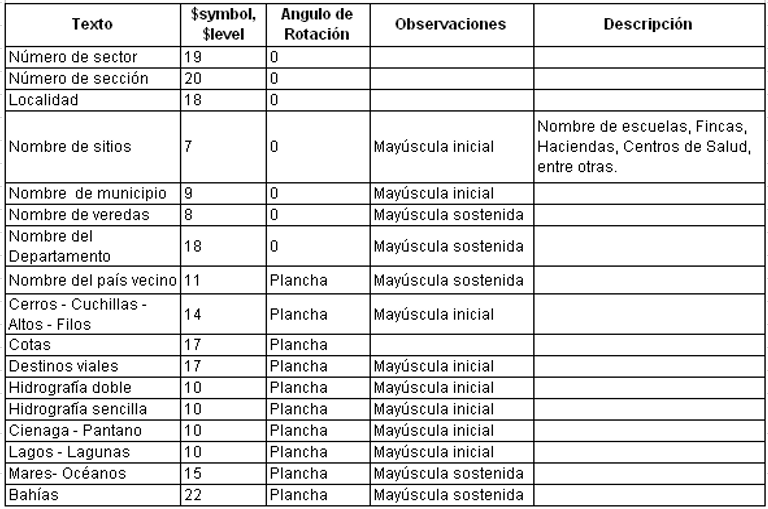 Texto $symbol, $level Angulo de Rotación Observaciones Descripción
Número de sector 19 0
Número de sección 20 0
Localidad 18 0
Nombre de sitios 7 0 Mayúscula inicial Nombre de escuelas, Fincas, Haciendas, Centros de Salud, entre otras.
Nombre de municipio 9 0 Mayúscula inicial
Nombre de veredas 8 0 Mayúscula sostenida
Nombre del Departamento 18 0 Mayúscula sostenida
Nombre del país vecino 11 Plancha Mayúscula sostenida
Cerros - Cuchillas - Altos - Filos 14 Plancha Mayúscula inicial
Cotas 17 Plancha
Destinos viales 17 Plancha Mayúscula inicial
Hidrografía doble 10 Plancha Mayúscula inicial
Hidrografía sencilla 10 Plancha Mayúscula inicial
Cienaga - Pantano 10 Plancha Mayúscula inicial
Lagos - Lagunas 10 Plancha Mayúscula inicial
Mares- Océanos 15 Plancha Mayúscula sostenida
Bahías 22 Plancha Mayúscula sostenida